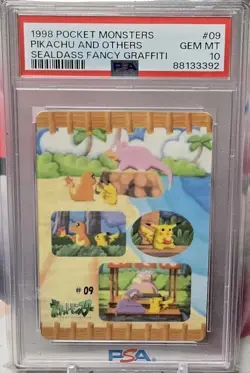 1998 POCKET MONSTERS #09
PIKACHU AND OTHERS GEM MT
SEALDASS FANCY GRAFFITI 10
PSA 88133392
#09
PSA